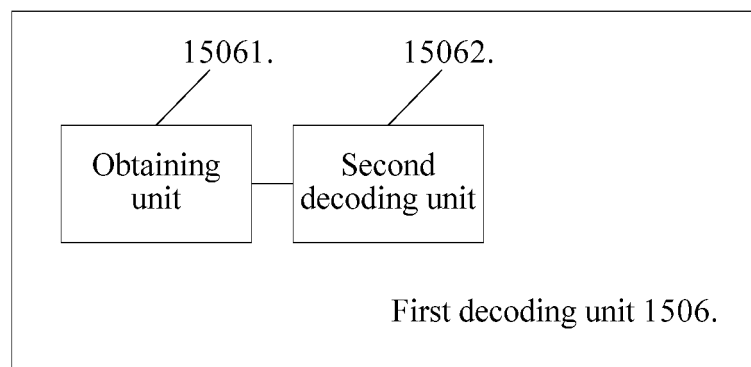 15061.
15062.
Obtaining
unit
Second
decoding unit
First decoding unit 1506.